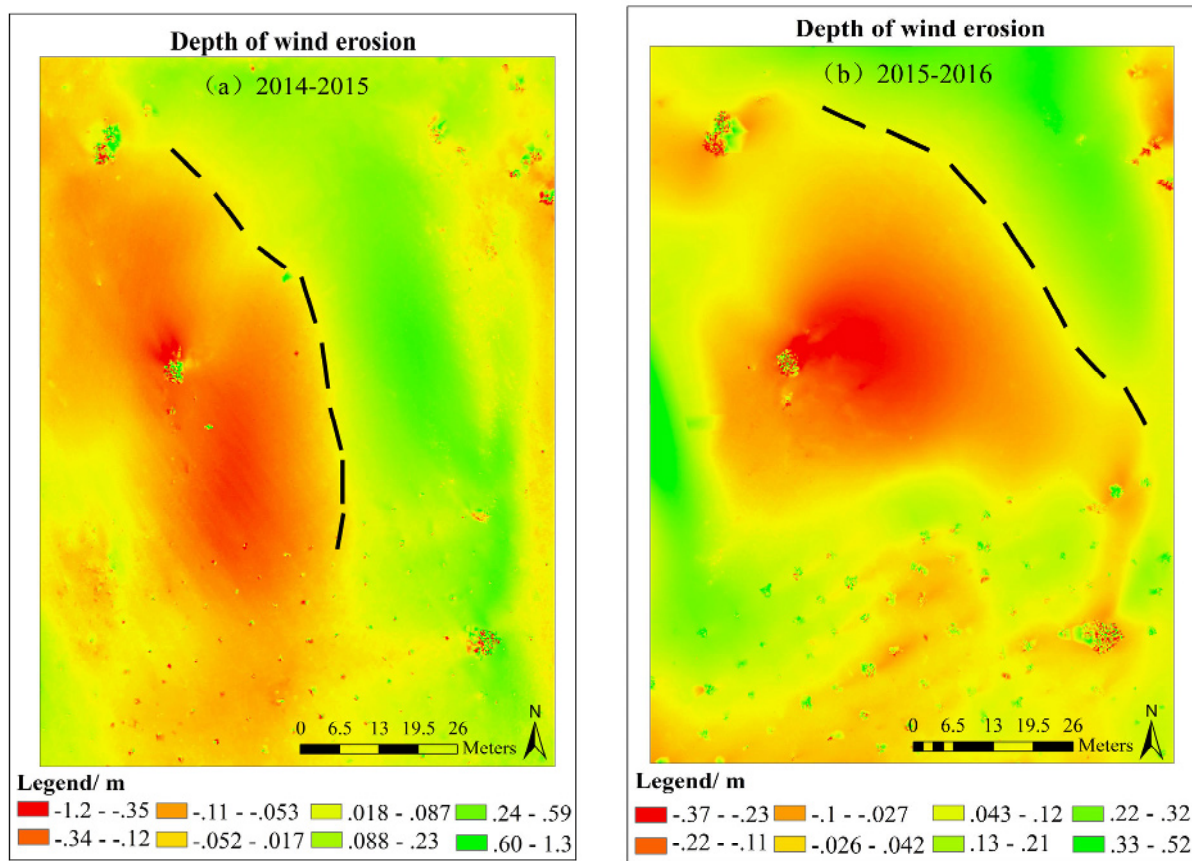 Depth of wind erosion
（a）2014-2015
N
0 6.5 13 19.5 26
Meters
Legend/ m
-1.2 - -.35 -.11 - -.053 .018 - .087 .24 - .59
-.34 - -.12 -.052 - .017 .088 - .23 .60 - 1.3
Depth of wind erosion
（b）2015-2016
N
0 6.5 13 19.5 26
Meters
Legend/ m
-.37 - -.23 -.1 - -.027 .043 - .12 .22 - .32
-.22 - -.11 -.026 - .042 .13 - .21 .33 - .52